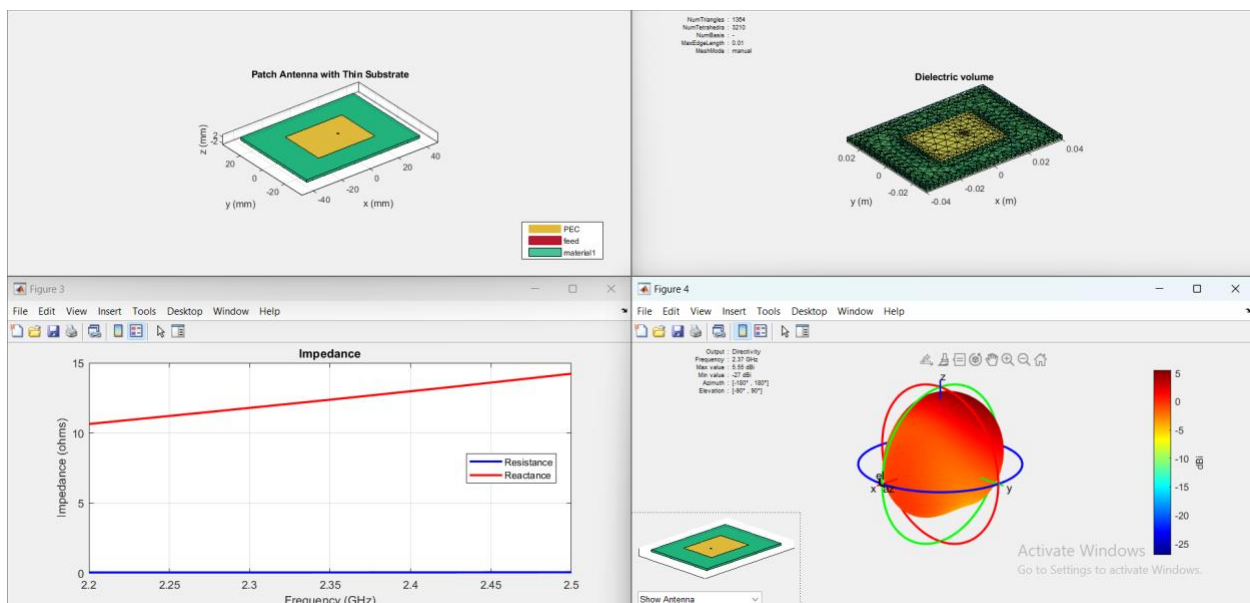 Patch Antenna with Thin Substrate
z (mm)
2
-2
20
0
-20
y (mm)
-40
-20
0
20
40
x (mm)
PEC
feed
material1
NumTriangles : 1364
NumTetrahedra : 3210
NumBasis : -
MaxEdgeLength : 0.01
MeshMode : manual
Dielectric volume
0.02
0
-0.02
y (m)
-0.04
-0.02
0
0.02
0.04
x (m)
Figure 3
File Edit View Insert Tools Desktop Window Help
Impedance
Impedance (ohms)
15
10
5
0
Resistance
Reactance
2.2 2.25 2.3 2.35 2.4 2.45 2.5
Frequency (GHz)
Figure 4
File Edit View Insert Tools Desktop Window Help
Output : Directivity
Frequency : 2.37 GHz
Max value : 5.55 dBi
Min value : -27 dBi
Azimuth : [-180° , 180°]
Elevation : [-90° , 90°]
z
el
x az
y
5
0
-5
-10
-15
-20
-25
dBi
Show Antenna
Activate Windows
Go to Settings to activate Windows.